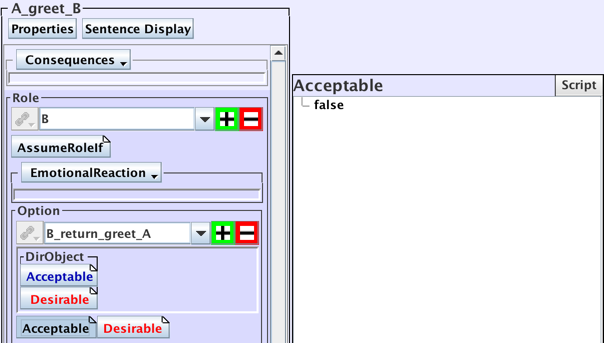 A_greet_B
Properties
Sentence Display
Consequences
Role
B
AssumeRoleIf
EmotionalReaction
Option
B_return_greet_A
DirObject
Acceptable
Desirable
Acceptable
Desirable
Acceptable
Script
false